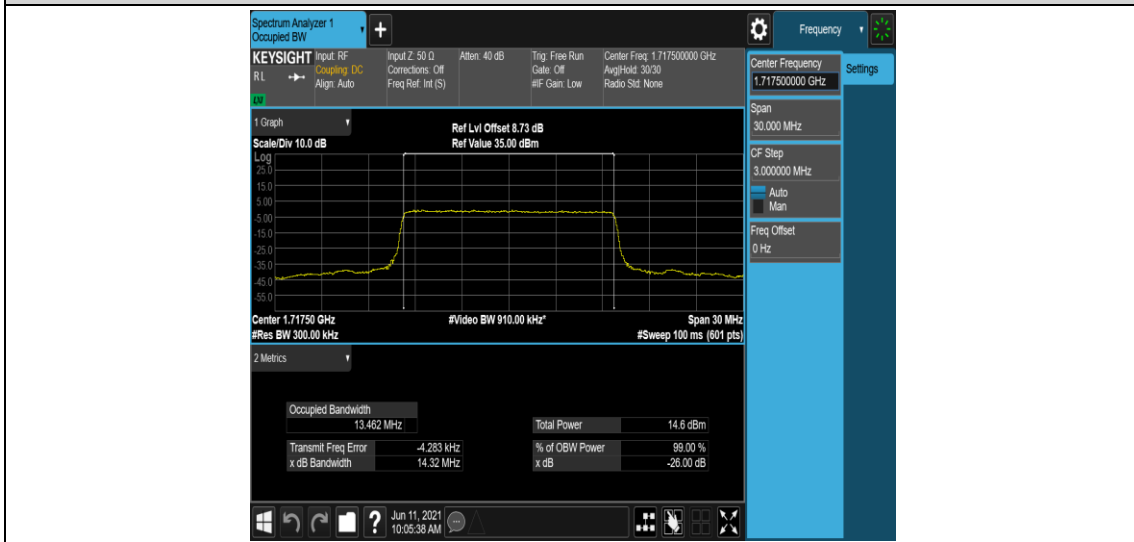 Spectrum Analyzer 1
Occupied BW
+
Frequency
KEYSIGHT
RL
LXI
Input: RF
Coupling: DC
Align: Auto
Input Z: 50 Ω
Corrections: Off
Freq Ref: Int (S)
Atten: 40 dB
Trig: Free Run
Gate: Off
#IF Gain: Low
Center Freq: 1.717500000 GHz
Avg|Hold: 30/30
Radio Std: None
Center Frequency
1.717500000 GHz
Settings
Span
30.000 MHz
CF Step
3.000000 MHz
Auto
Man
Freq Offset
0 Hz
1 Graph
Scale/Div 10.0 dB
Ref Lvl Offset 8.73 dB
Ref Value 35.00 dBm
Log
25.0
15.0
5.00
-5.00
-15.0
-25.0
-35.0
-45.0
-55.0
Center 1.71750 GHz
#Video BW 910.00 kHz*
Span 30 MHz
#Res BW 300.00 kHz
#Sweep 100 ms (601 pts)
2 Metrics
Occupied Bandwidth
13.462 MHz
Total Power 14.6 dBm
Transmit Freq Error -4.283 kHz
% of OBW Power 99.00 %
x dB Bandwidth 14.32 MHz
x dB -26.00 dB
?
Jun 11, 2021
10:05:38 AM